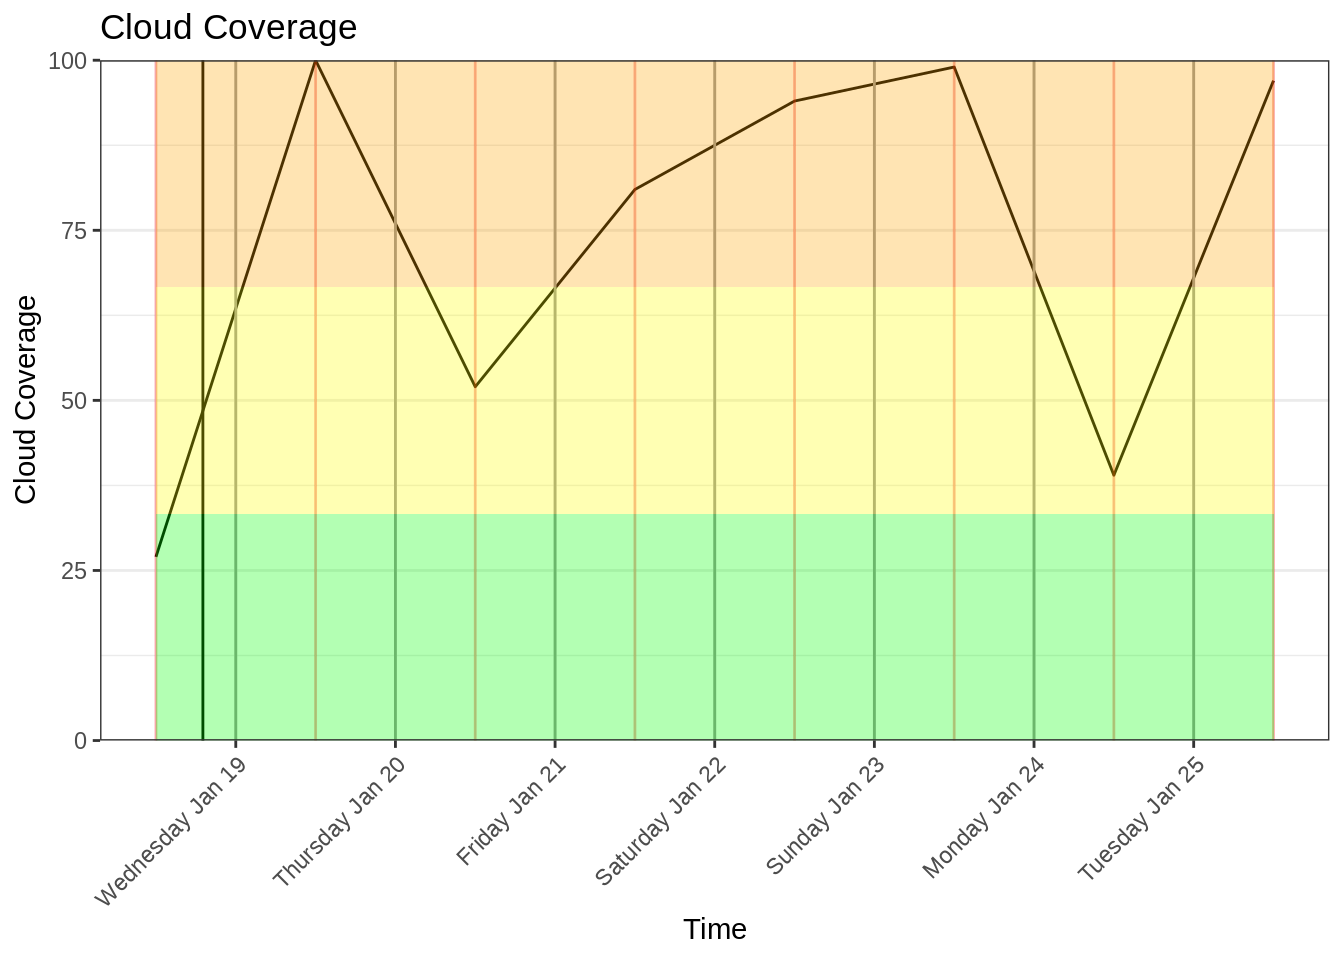 Cloud Coverage
Cloud Coverage
100
75
50
25
0
Wednesday Jan 19
Thursday Jan 20
Friday Jan 21
Saturday Jan 22
Sunday Jan 23
Monday Jan 24
Tuesday Jan 25
Time